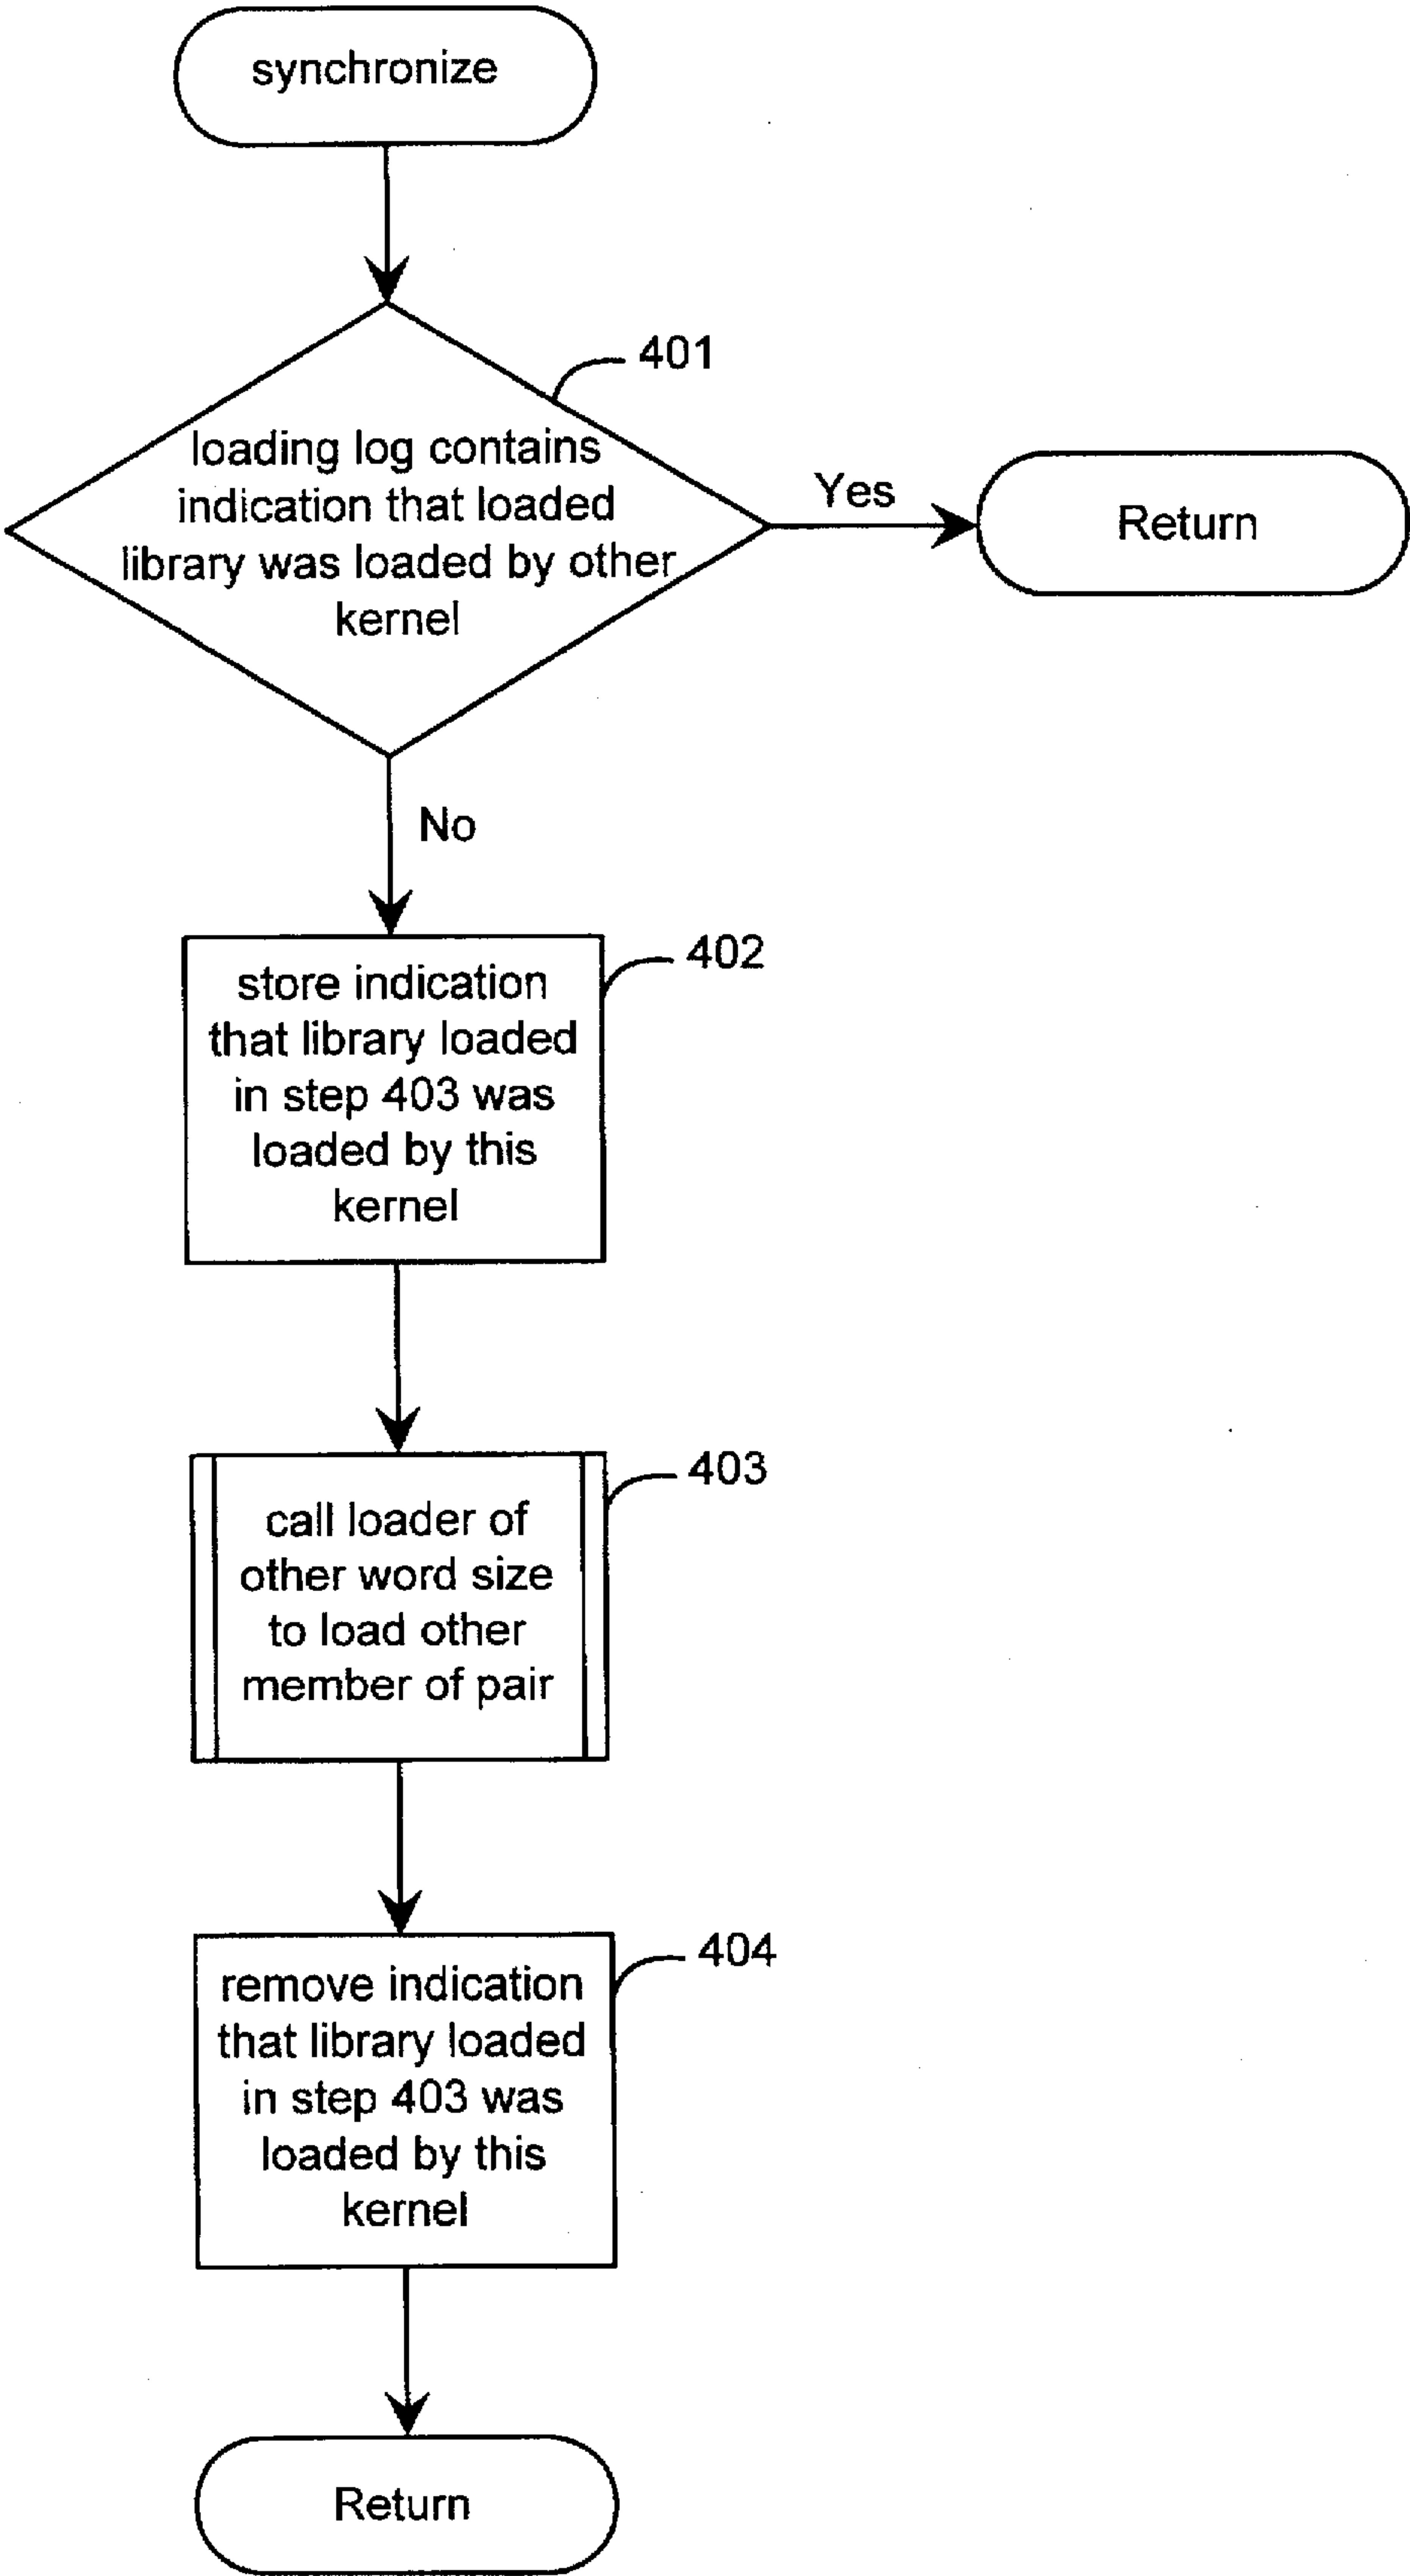 synchronize
401
loading log contains
indication that loaded
library was loaded by other
kernel
Yes
Return
No
402
store indication
that library loaded
in step 403 was
loaded by this
kernel
403
call loader of
other word size
to load other
member of pair
404
remove indication
that library loaded
in step 403 was
loaded by this
kernel
Return